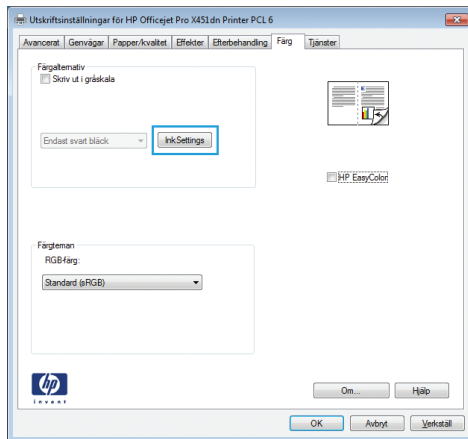 Utskriftsinställningar för HP Officejet Pro X451dn Printer PCL 6
Avancerat Genvägar Papper/kvalitet Effekter Efterbehandling Färg Tjänster
Färgalternativ
Skriv ut i gråskala
Endast svart bläck InkSettings
HP EasyColor
Färgteman
RGB-färg:
Standard (sRGB)
hp
invent
Om... Hjälp
OK Avbryt Verkställ